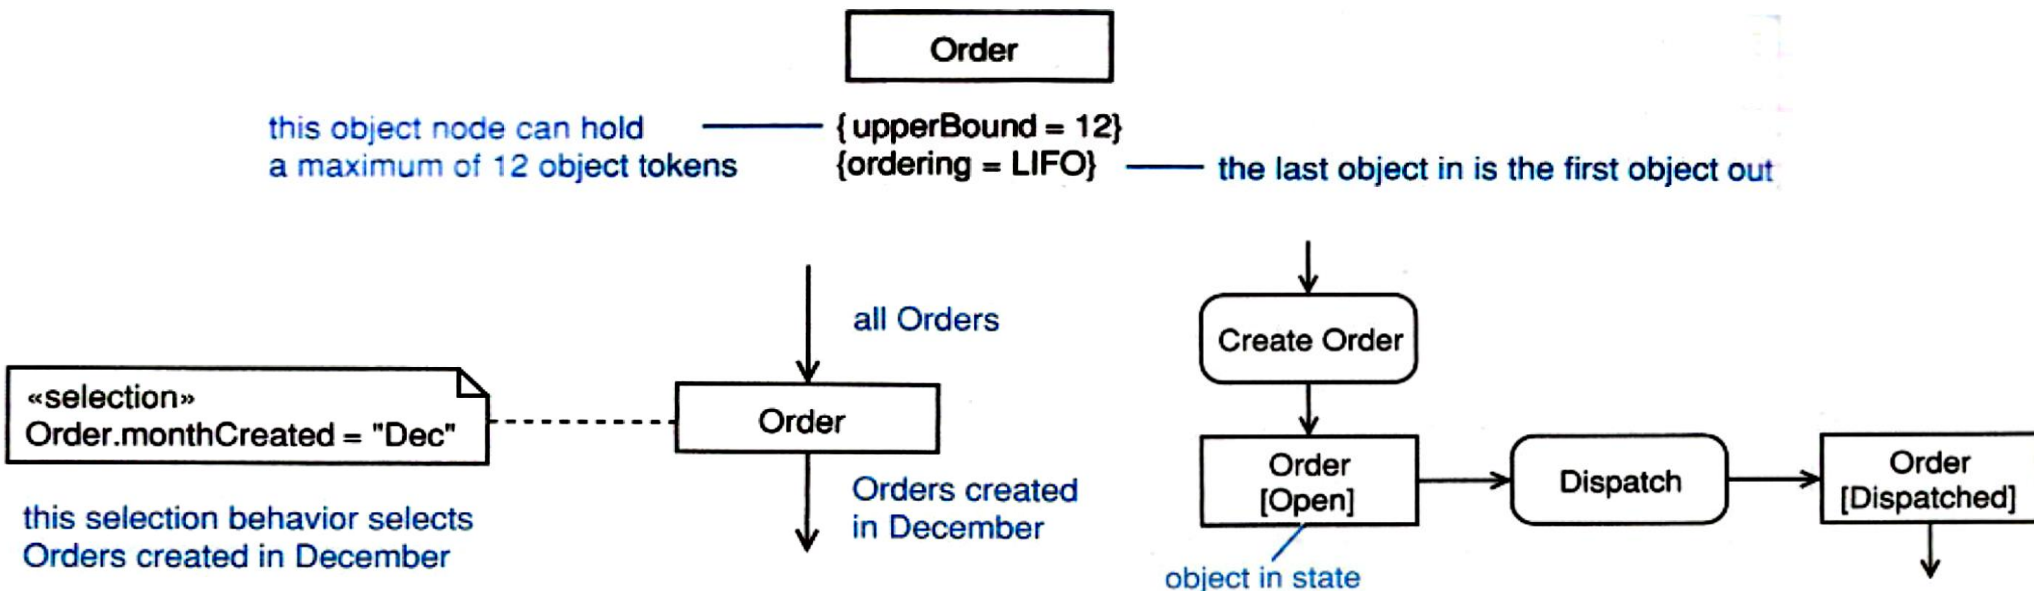 Order
this object node can hold
a maximum of 12 object tokens
{upperBound = 12}
{ordering = LIFO}
the last object in is the first object out
«selection»
Order.monthCreated = "Dec"
this selection behavior selects
Orders created in December
all Orders
Order
Orders created
in December
Create Order
Order
[Open]
object in state
Dispatch
Order
[Dispatched]